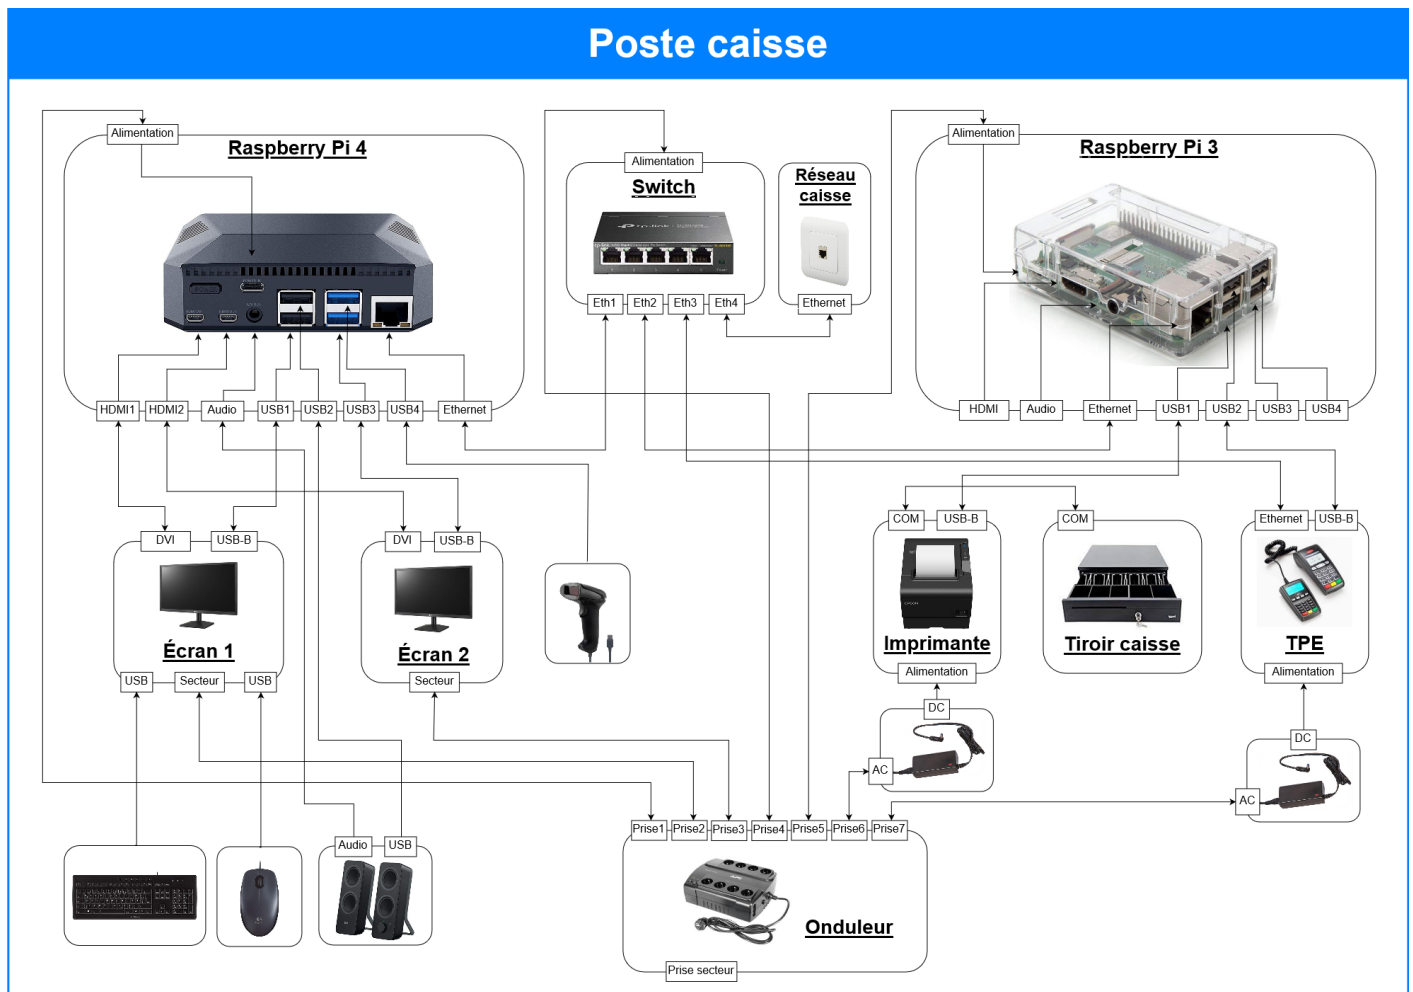 Poste caisse
Alimentation
Raspberry Pi 4
HDMI1
HDMI2
Audio
USB1
USB2
USB3
USB4
Ethernet
Alimentation
Switch
tp-link
Eth1
Eth2
Eth3
Eth4
Réseau
caisse
Ethernet
Alimentation
Raspberry Pi 3
HDMI
Audio
Ethernet
USB1
USB2
USB3
USB4
DVI
USB-B
Écran 1
USB
Secteur
USB
DVI
USB-B
Écran 2
Secteur
COM
USB-B
EPSON
Imprimante
Alimentation
DC
AC
COM
Tiroir caisse
Ethernet
USB-B
TPE
Alimentation
DC
AC
Audio
USB
Prise1
Prise2
Prise3
Prise4
Prise5
Prise6
Prise7
Onduleur
Prise secteur